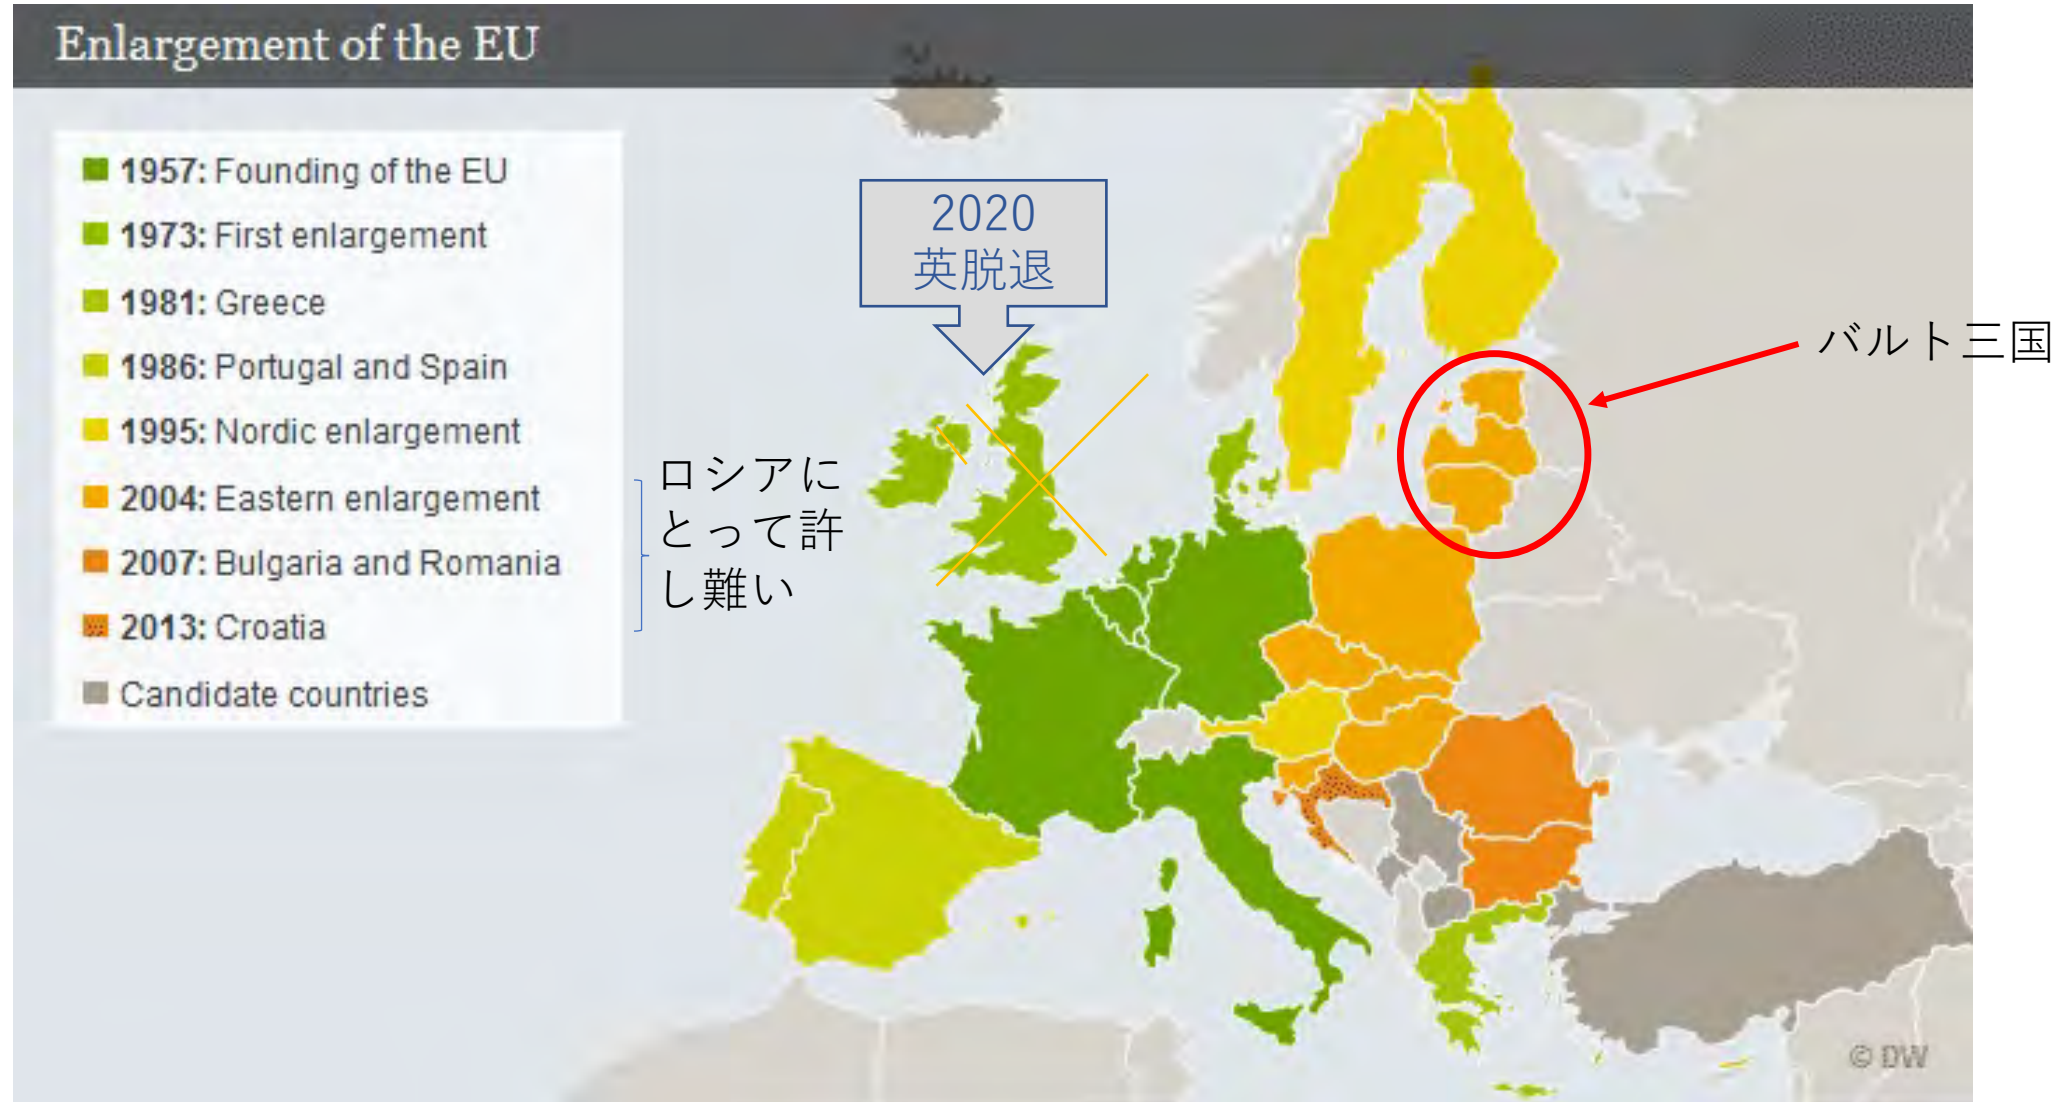 Enlargement of the EU
1957: Founding of the EU
1973: First enlargement
1981: Greece
1986: Portugal and Spain
1995: Nordic enlargement
2004: Eastern enlargement
2007: Bulgaria and Romania
2013: Croatia
Candidate countries
ロシアに
とって許
し難い
2020
英脱退
バルト三国
© DW